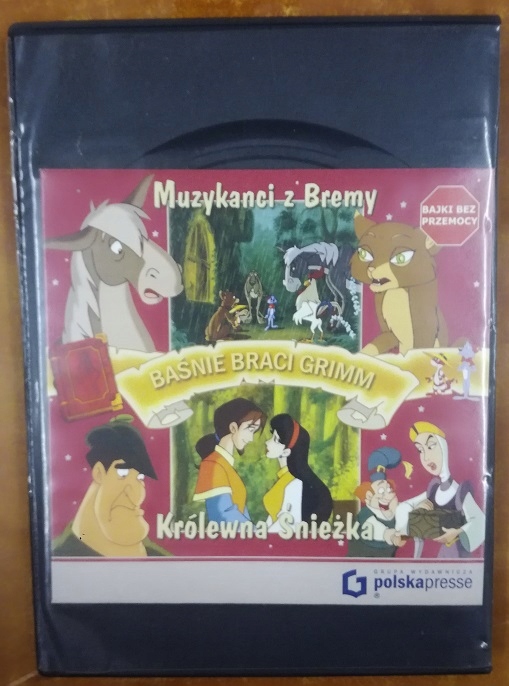 Muzykanci z Bremy
BAJKI BEZ
PRZEMOCY
BAŚNIE BRACI GRIMM
Królewna Śnieżka
GRUPA WYDAWNICZA
polskapresse
®